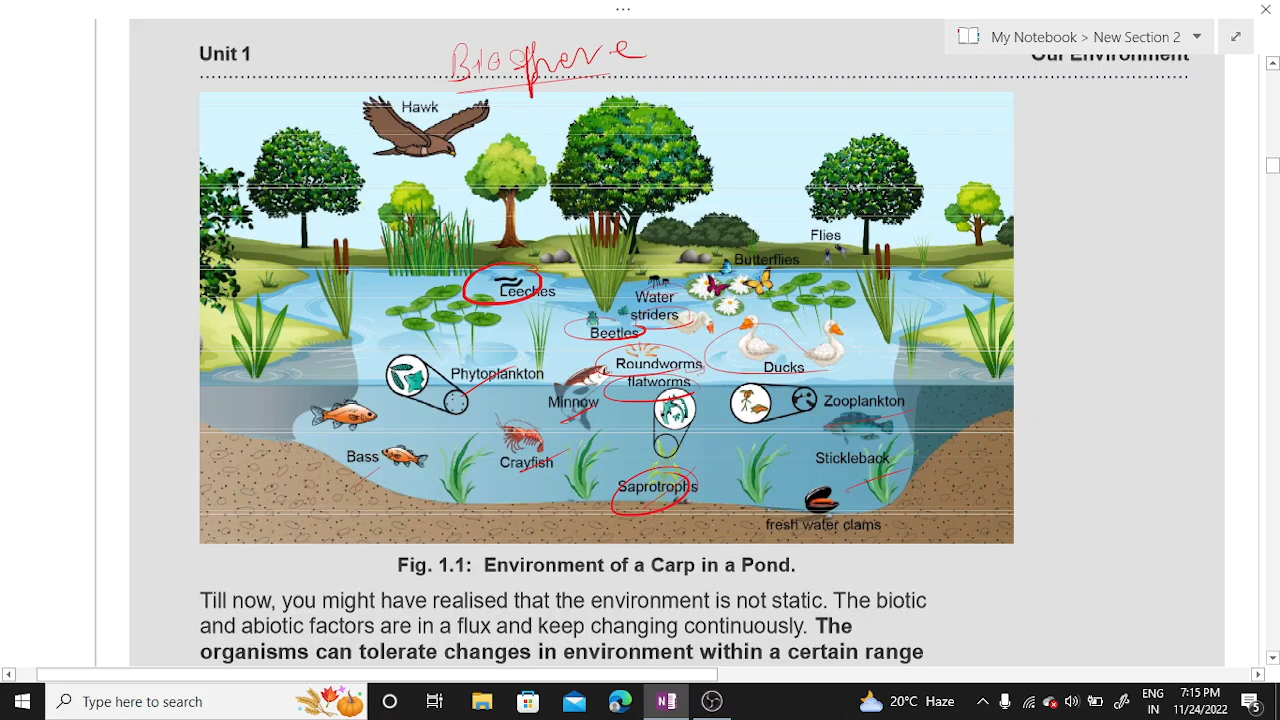 My Notebook > New Section 2
Unit 1
Biosphere
Our Environment
Hawk
Flies
Butterflies
Leeches
Water
striders
Beetles
Roundworms
flatworms
Ducks
Phytoplankton
Minnow
Zooplankton
Bass
Crayfish
Stickleback
Saprotrophs
fresh water clams
Fig. 1.1: Environment of a Carp in a Pond.
Till now, you might have realised that the environment is not static. The biotic
and abiotic factors are in a flux and keep changing continuously. The
organisms can tolerate changes in environment within a certain range
Type here to search
20°C Haze
ENG
IN
7:15 PM
11/24/2022
5